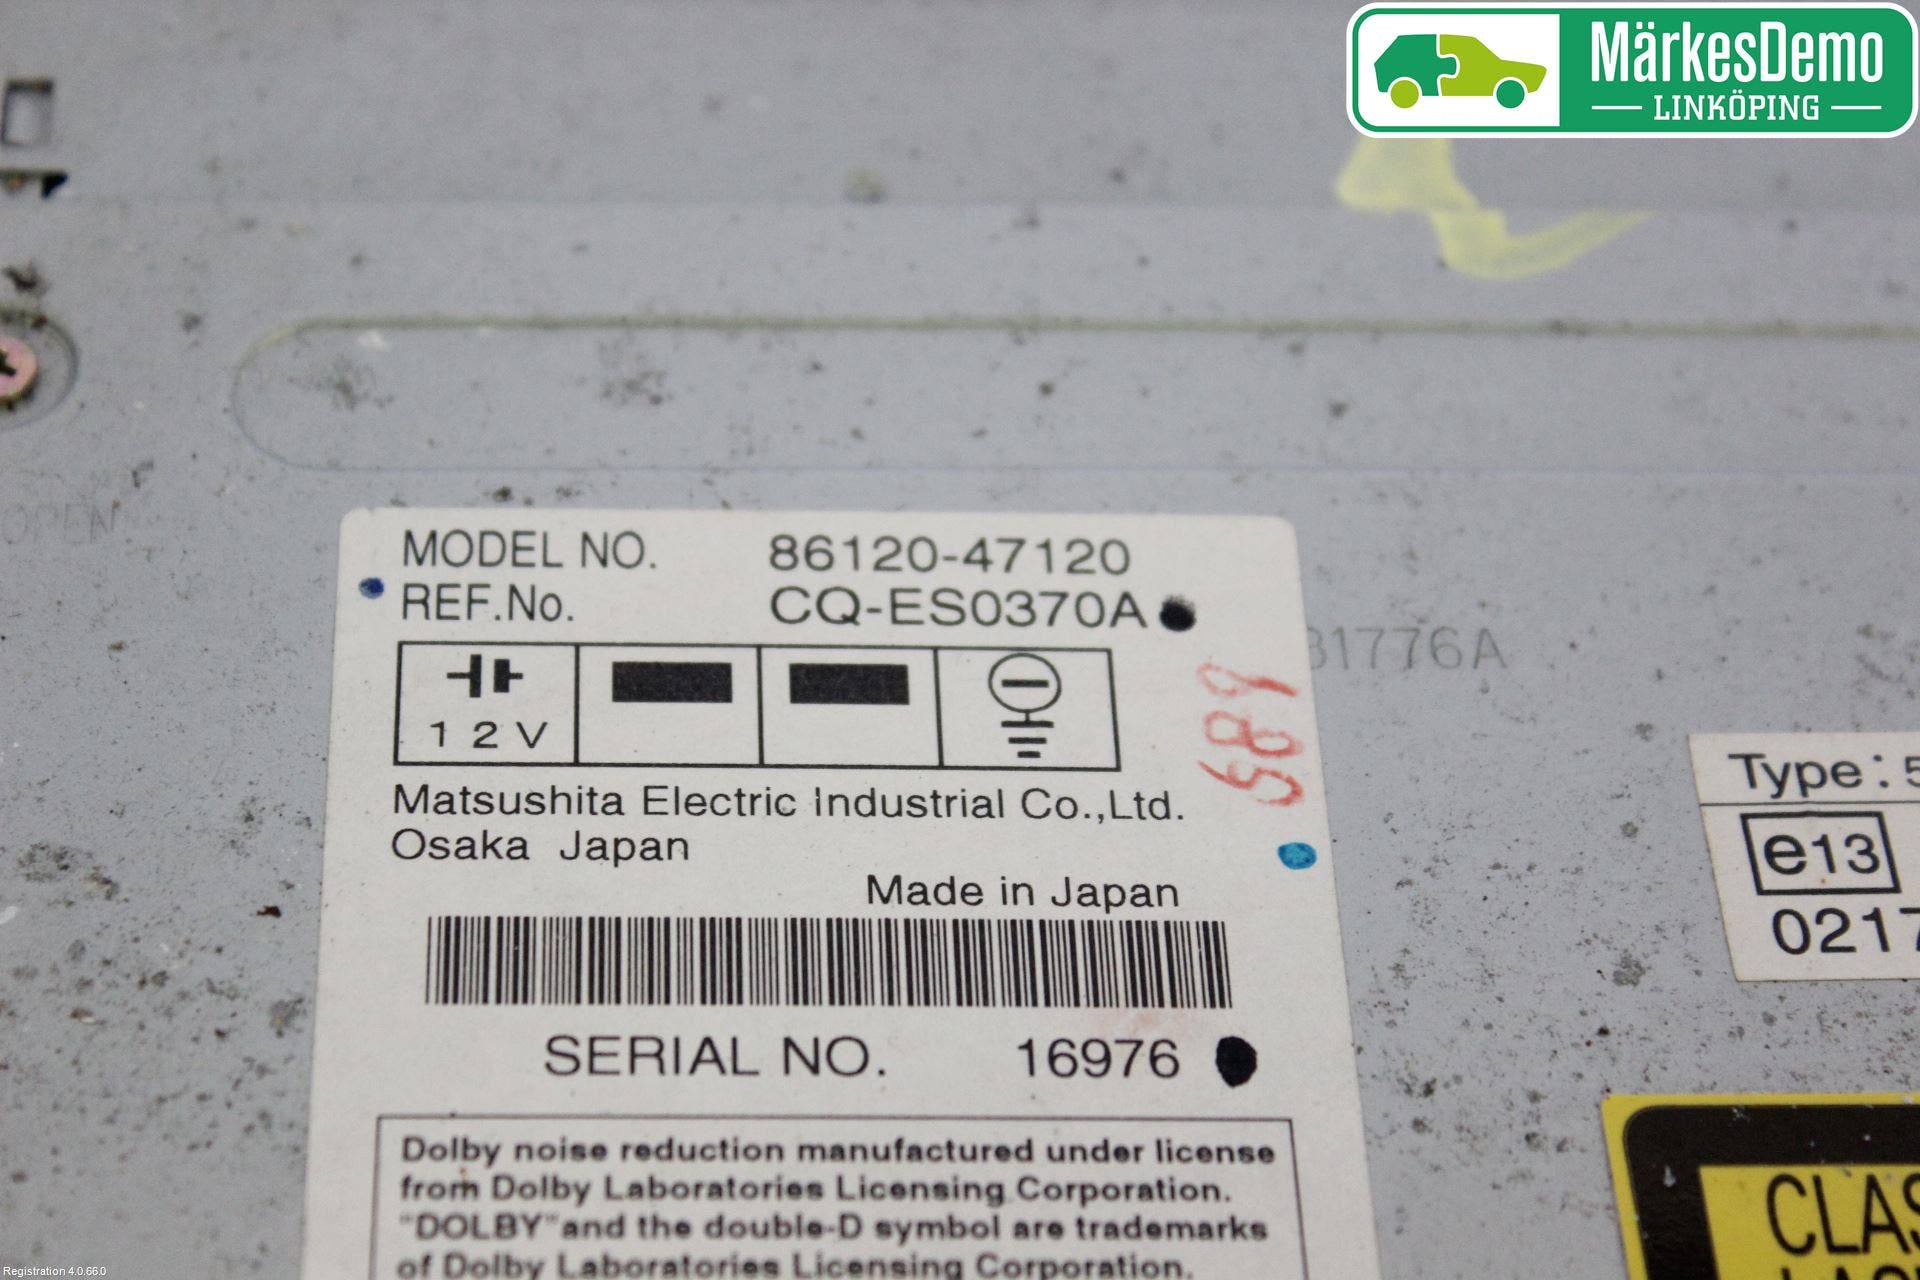 MärkesDemo
LINKÖPING
MODEL NO. 86120-47120
REF.No. CQ-ES0370A
12V
Matsushita Electric Industrial Co.,Ltd.
Osaka Japan
Made in Japan
SERIAL NO. 16976
Dolby noise reduction manufactured under license
from Dolby Laboratories Licensing Corporation.
"DOLBY" and the double-D symbol are trademarks
of Dolby Laboratories Licensing Corporation.
689
31776A
Type: 5
e13
0217
CLAS
Registration 4.0.66.0